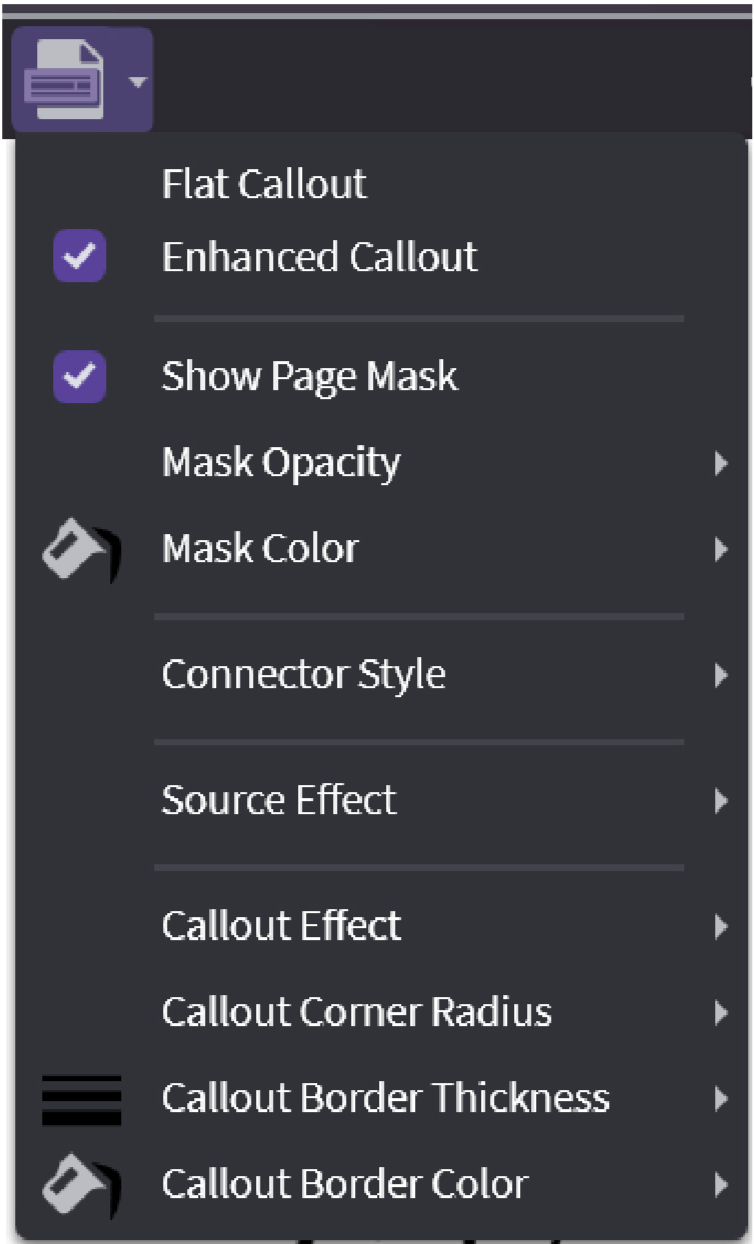 Flat Callout
Enhanced Callout
Show Page Mask
Mask Opacity
Mask Color
Connector Style
Source Effect
Callout Effect
Callout Corner Radius
Callout Border Thickness
Callout Border Color